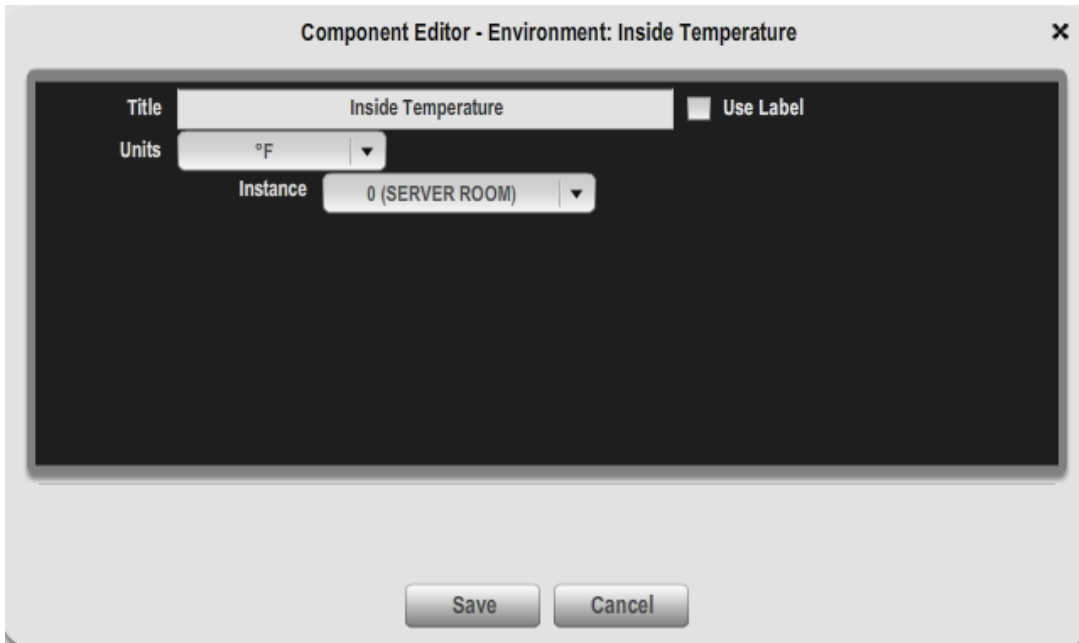 Component Editor - Environment: Inside Temperature
Title Inside Temperature Use Label
Units °F
Instance 0 (SERVER ROOM)
Save Cancel